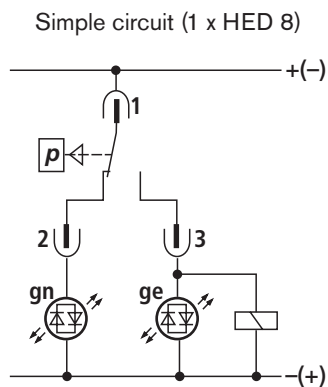 Simple circuit (1 x HED 8)
+(–)
1
p
2
3
gn
ge
–(+)